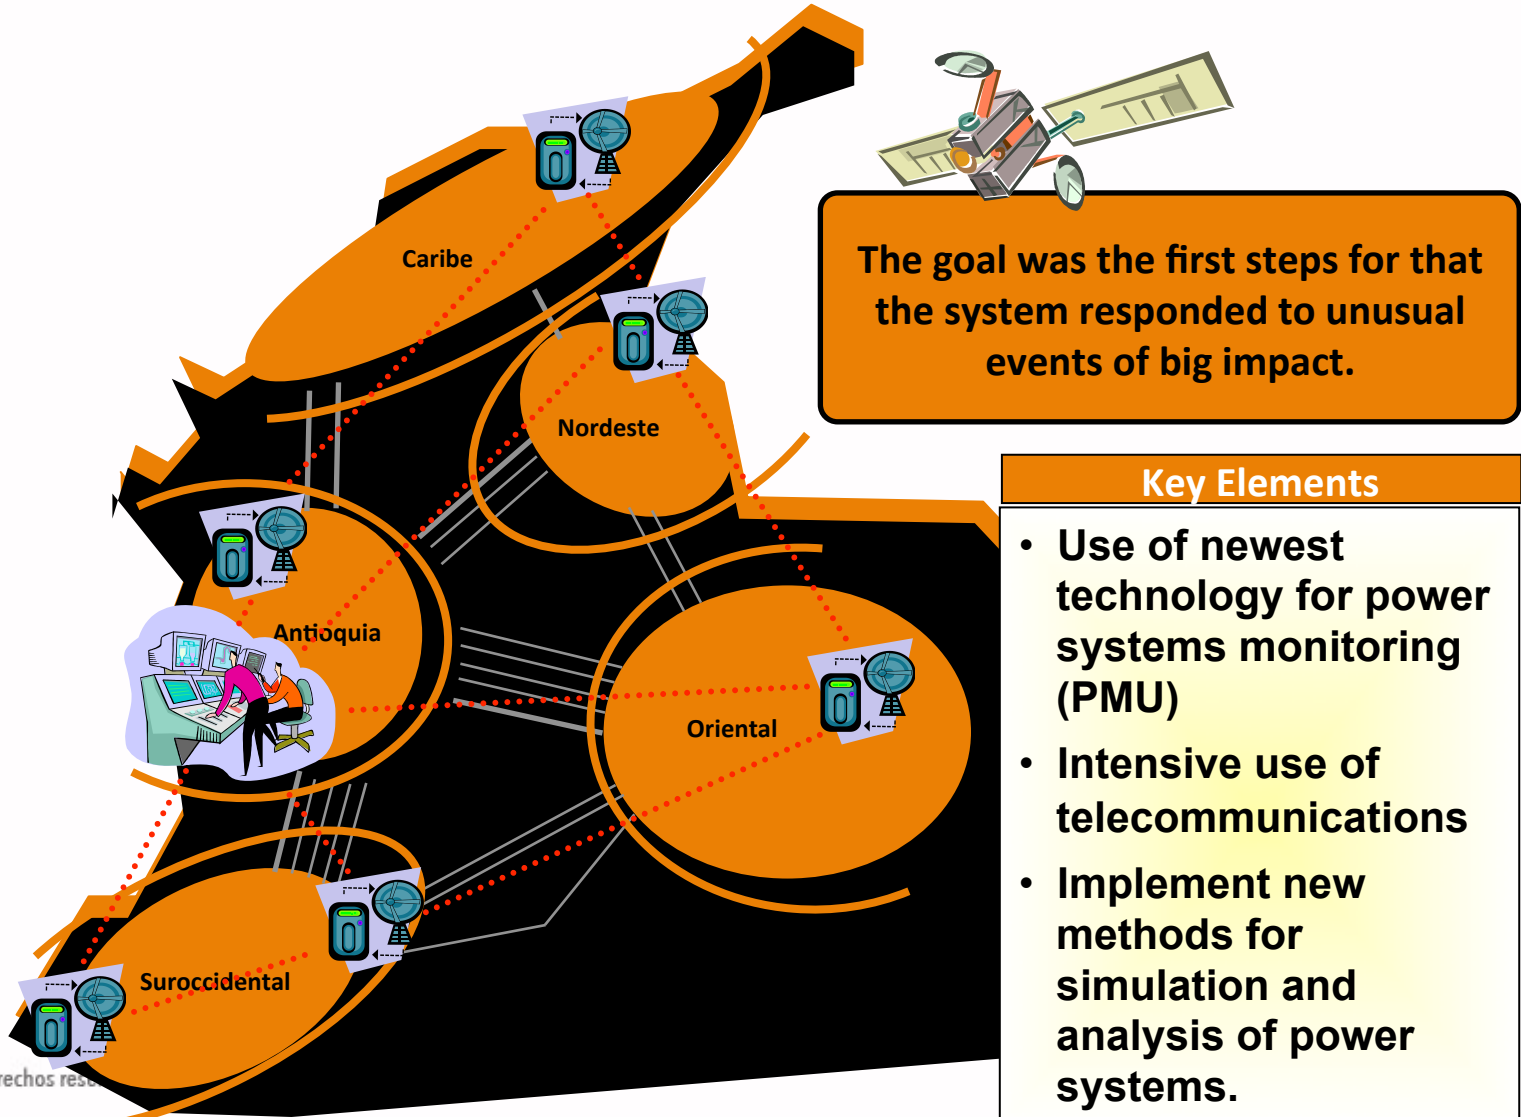 Caribe
The goal was the first steps for that
the system responded to unusual
events of big impact.
Nordeste
Key Elements
• Use of newest
technology for power
systems monitoring
(PMU)
• Intensive use of
telecommunications
• Implement new
methods for
simulation and
analysis of power
systems.
Antioquia
Oriental
Suroccidental